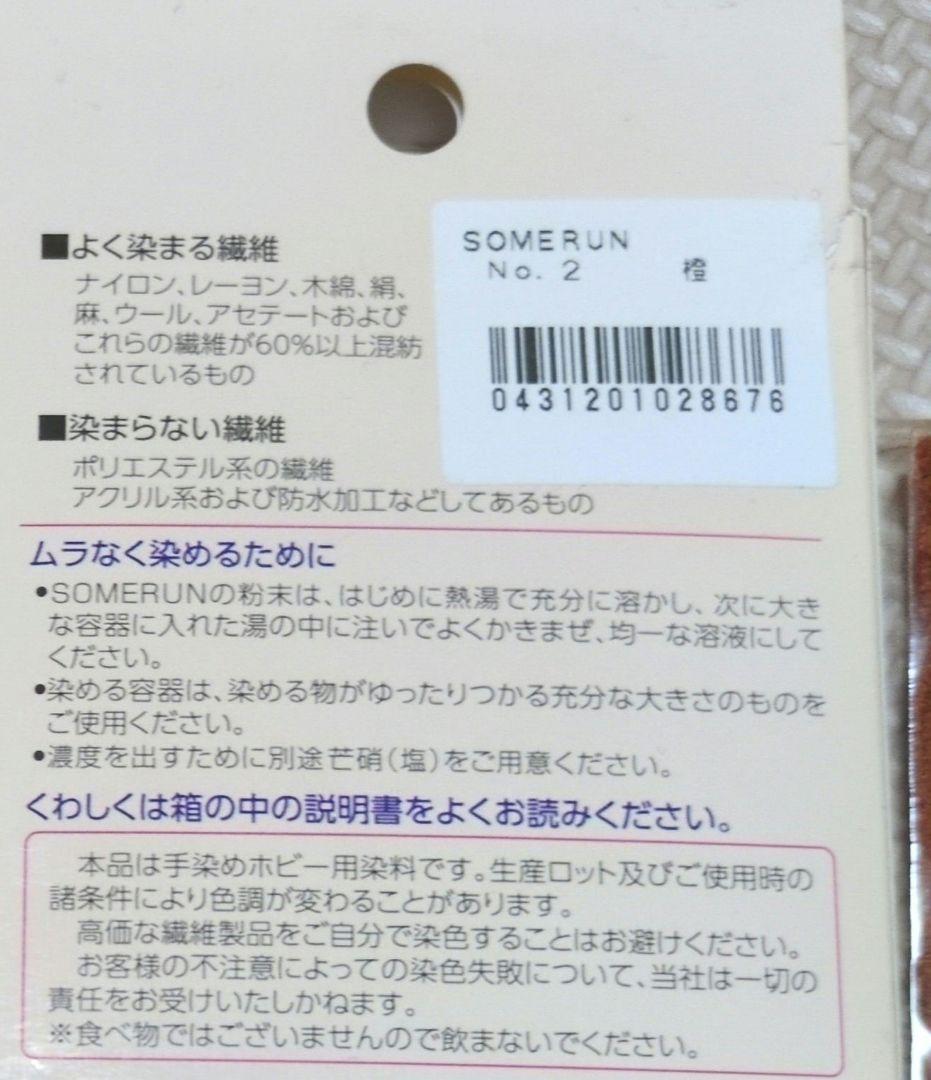 SOMERUN
No. 2 橙
0431201028676
■よく染まる繊維
ナイロン、レーヨン、木綿、絹、
麻、ウール、アセテートおよび
これらの繊維が60%以上混紡
されているもの
■染まらない繊維
ポリエステル系の繊維
アクリル系および防水加工などしてあるもの
ムラなく染めるために
•SOMERUNの粉末は、はじめに熱湯で充分に溶かし、次に大き
な容器に入れた湯の中に注いでよくかきまぜ、均一な溶液にして
ください。
•染める容器は、染める物がゆったりつかる充分な大きさのものを
ご使用ください。
•濃度を出すために別途芒硝(塩)をご用意ください。
くわしくは箱の中の説明書をよくお読みください。
本品は手染めホビー用染料です。生産ロット及びご使用時の
諸条件により色調が変わることがあります。
高価な繊維製品をご自分で染色することはお避けください。
お客様の不注意によっての染色失敗について、当社は一切の
責任をお受けいたしかねます。
※食べ物ではございませんので飲まないでください。